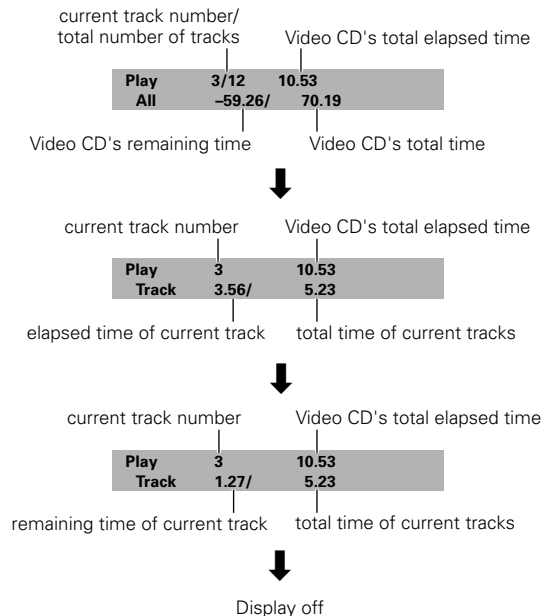 current track number/
total number of tracks
Video CD's total elapsed time
Play 3/12 10.53
All –59.26/ 70.19
Video CD's remaining time
Video CD's total time
current track number
Video CD's total elapsed time
Play 3 10.53
Track 3.56/ 5.23
elapsed time of current track
total time of current tracks
current track number
Video CD's total elapsed time
Play 3 10.53
Track 1.27/ 5.23
remaining time of current track
total time of current tracks
Display off